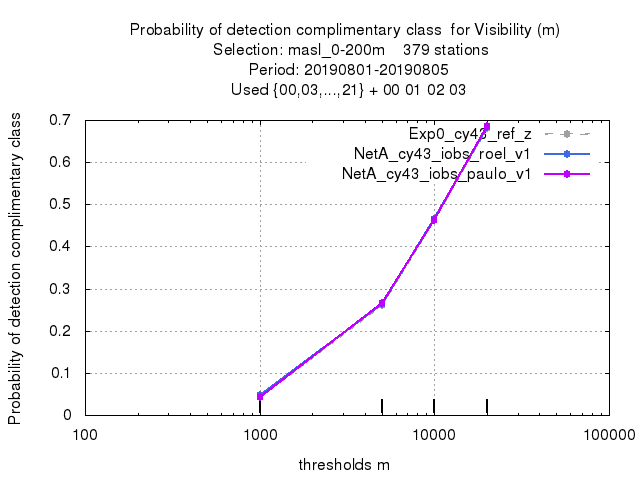 Probability of detection complimentary class  for Visibility (m)
Selection: masl_0-200m    379 stations
Period: 20190801-20190805
Used {00,03,...,21} + 00 01 02 03
Probability of detection complimentary class
0.7
0.6
0.5
0.4
0.3
0.2
0.1
0
Exp0_cy43_ref_z
NetA_cy43_iobs_roel_v1
NetA_cy43_iobs_paulo_v1
100 1000 10000 100000
thresholds m